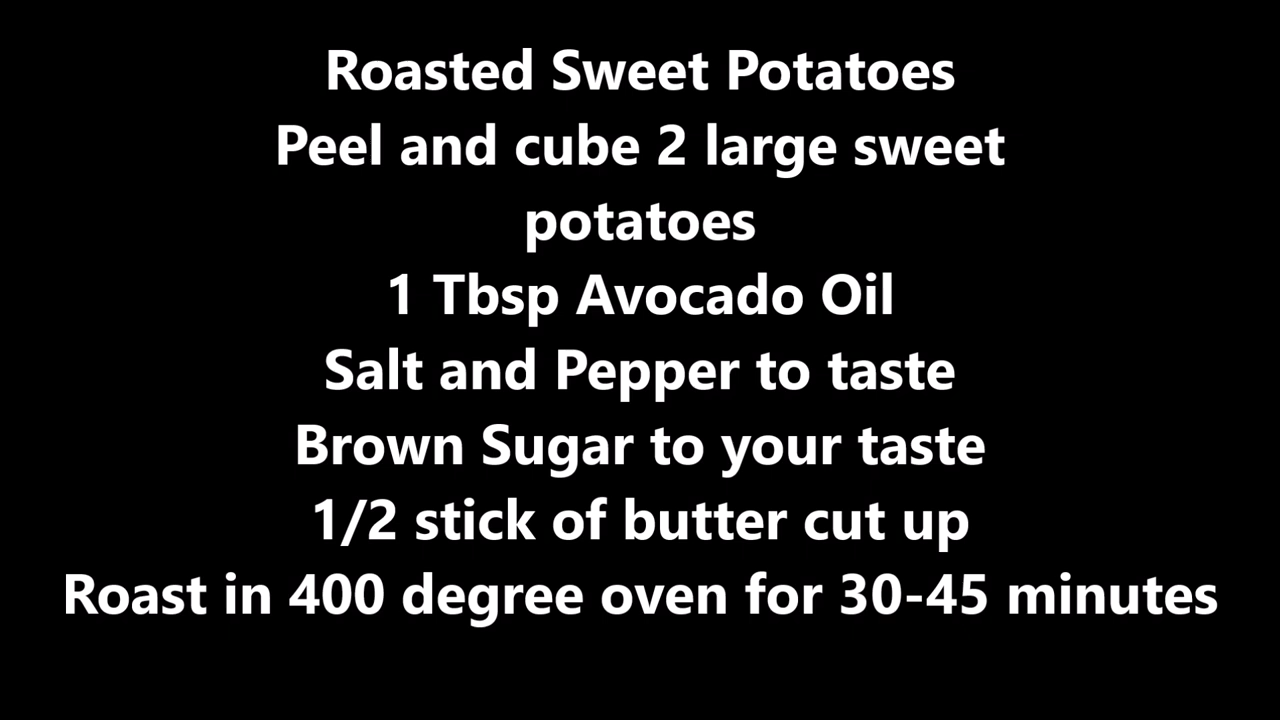 Roasted Sweet Potatoes
Peel and cube 2 large sweet
potatoes
1 Tbsp Avocado Oil
Salt and Pepper to taste
Brown Sugar to your taste
1/2 stick of butter cut up
Roast in 400 degree oven for 30-45 minutes